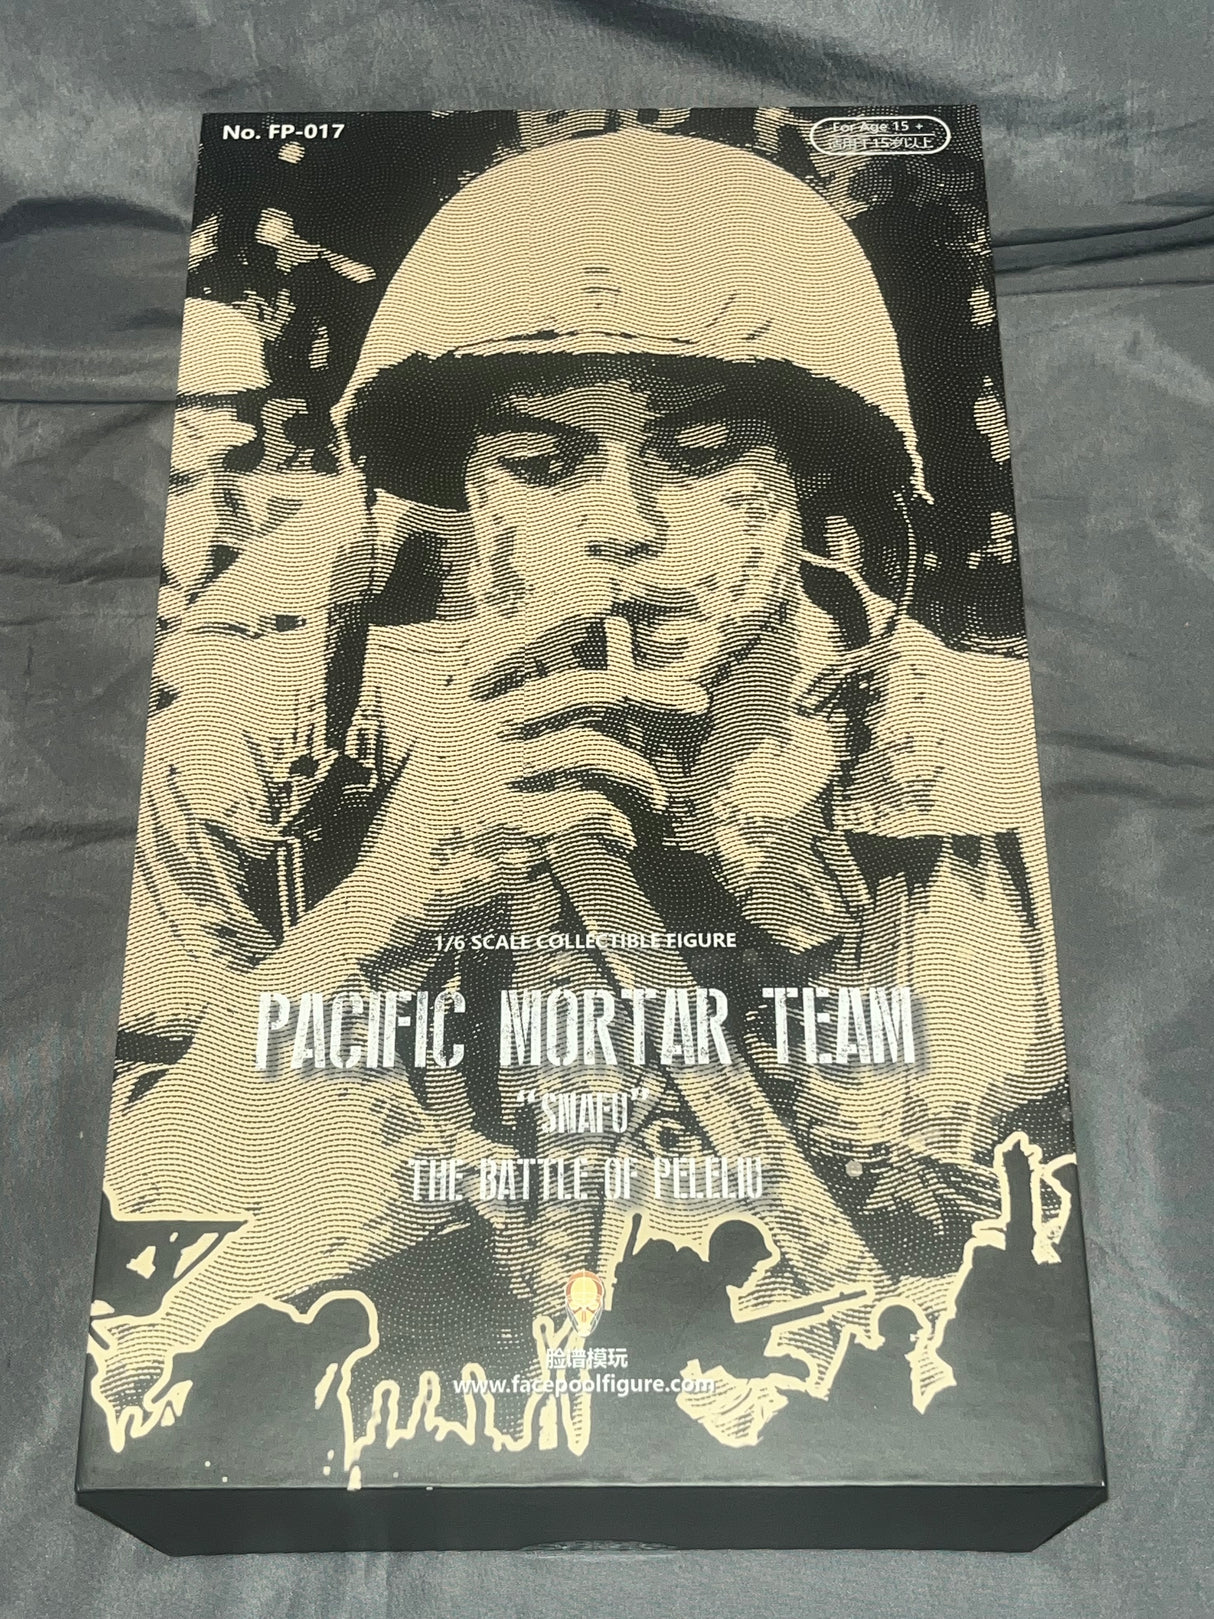 No. FP-017
For Age 15 +
适用于15岁以上
1/6 SCALE COLLECTIBLE FIGURE
PACIFIC MORTAR TEAM
“SNAFU”
THE BATTLE OF PELELIU
脸谱模玩
www.facepoolfigure.com